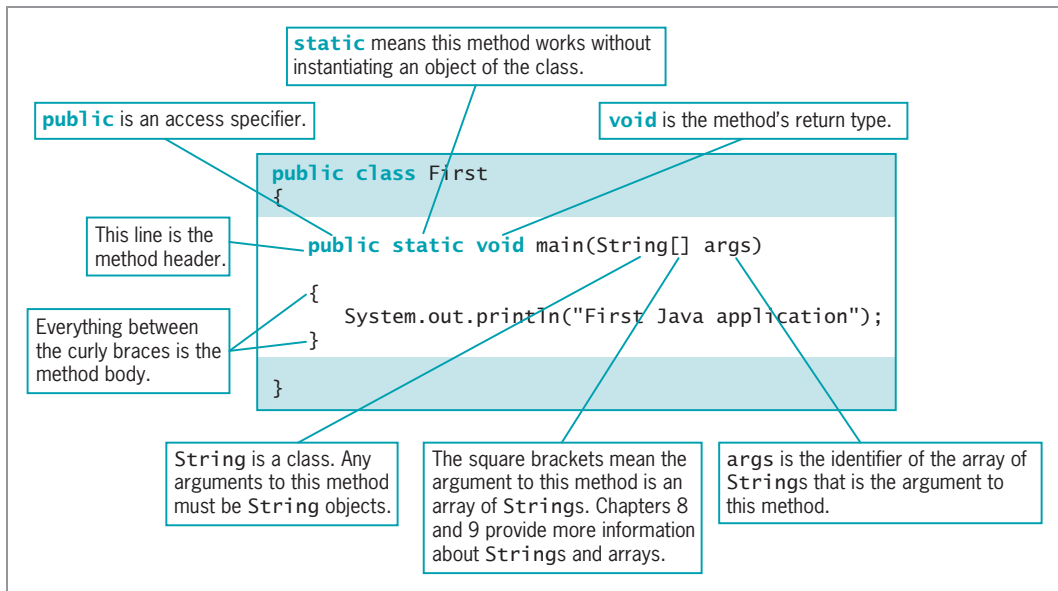 static means this method works without
instantiating an object of the class.
public is an access specifier.
void is the method's return type.
public class First
{
This line is the
method header.
public static void main(String[] args)
{
System.out.println("First Java application");
}
Everything between
the curly braces is the
method body.
}
String is a class. Any
arguments to this method
must be String objects.
The square brackets mean the
argument to this method is an
array of Strings. Chapters 8
and 9 provide more information
about Strings and arrays.
args is the identifier of the array of
Strings that is the argument to
this method.